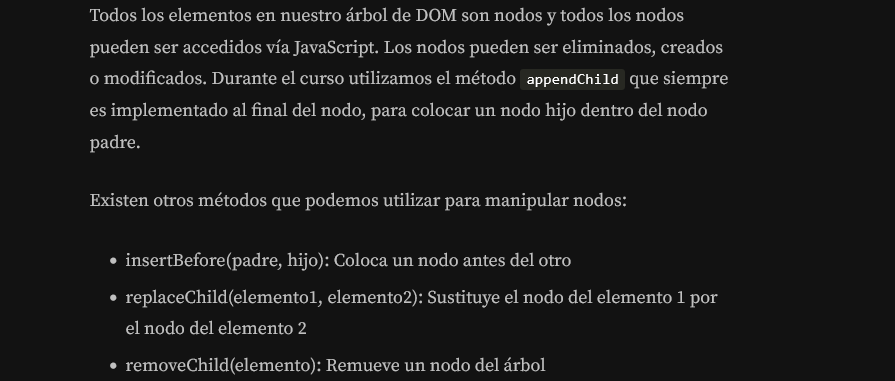 Todos los elementos en nuestro árbol de DOM son nodos y todos los nodos
pueden ser accedidos vía JavaScript. Los nodos pueden ser eliminados, creados
o modificados. Durante el curso utilizamos el método appendChild que siempre
es implementado al final del nodo, para colocar un nodo hijo dentro del nodo
padre.
Existen otros métodos que podemos utilizar para manipular nodos:
• insertBefore(padre, hijo): Coloca un nodo antes del otro
• replaceChild(elemento1, elemento2): Sustituye el nodo del elemento 1 por
el nodo del elemento 2
• removeChild(elemento): Remueve un nodo del árbol